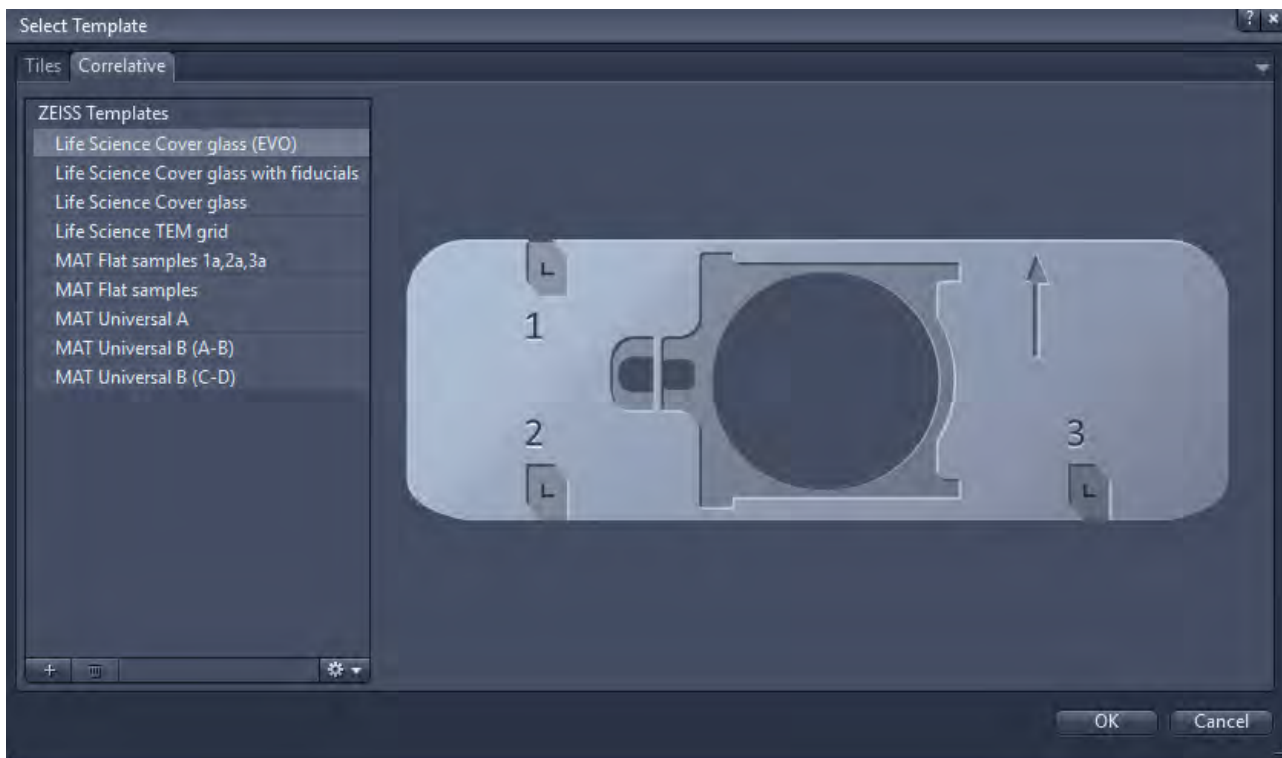 Select Template
? ×
Tiles Correlative
ZEISS Templates
Life Science Cover glass (EVO)
Life Science Cover glass with fiducials
Life Science Cover glass
Life Science TEM grid
MAT Flat samples 1a,2a,3a
MAT Flat samples
MAT Universal A
MAT Universal B (A-B)
MAT Universal B (C-D)
1
2
3
+
OK Cancel